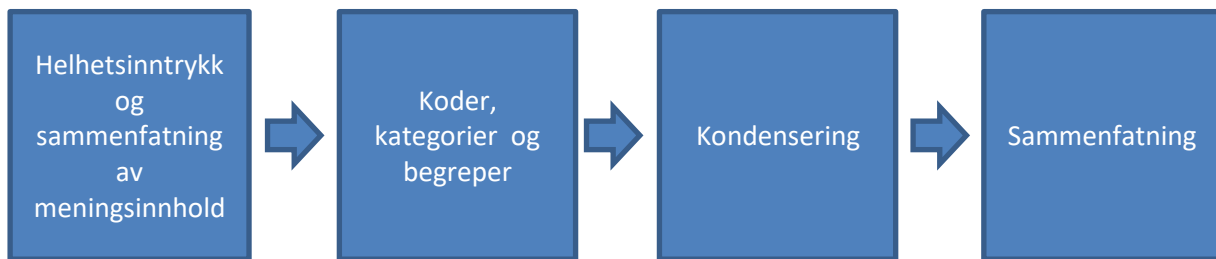 Helhetsinntrykk
og
sammenfatning
av
meningsinnhold
Koder,
kategorier og
begreper
Kondensering
Sammenfatning